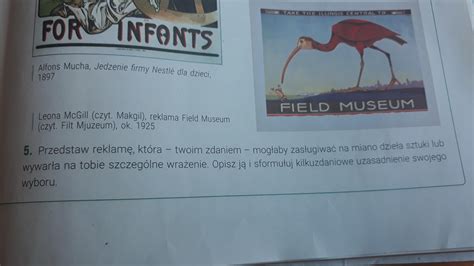 FOR INFANTS
Alfons Mucha, Jedzenie firmy Nestlé dla dzieci,
1897
TAKE THE ILLINOIS CENTRAL TO
FIELD MUSEUM
Leona McGill (czyt. Makgil), reklama Field Museum
(czyt. Filt Mjuzeum), ok. 1925
5. Przedstaw reklamę, która – twoim zdaniem – mogłaby zasługiwać na miano dzieła sztuki lub
wywarła na tobie szczególne wrażenie. Opisz ją i sformułuj kilkuzdaniowe uzasadnienie swojego
wyboru.